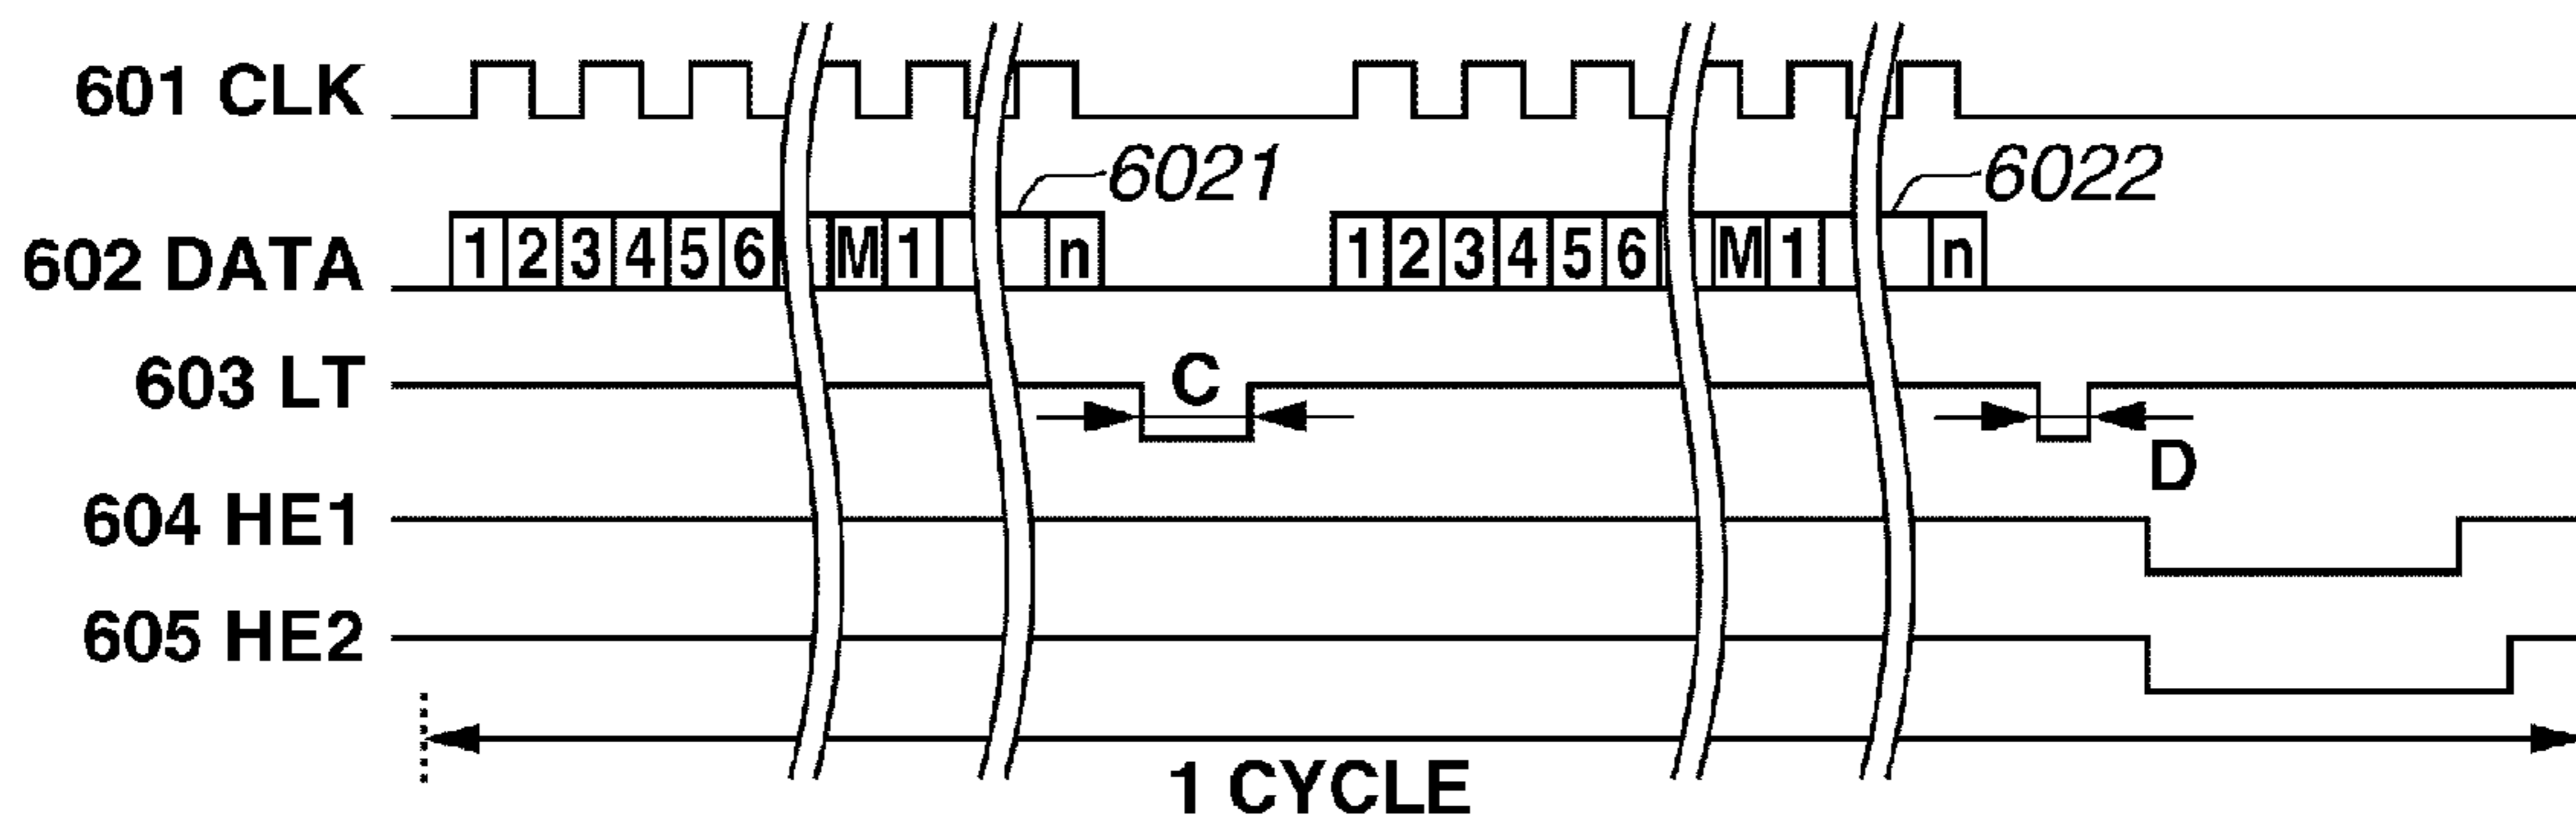 601 CLK
6021
6022
602 DATA 1 2 3 4 5 6 M 1 n 1 2 3 4 5 6 M 1 n
603 LT
C
D
604 HE1
605 HE2
1 CYCLE